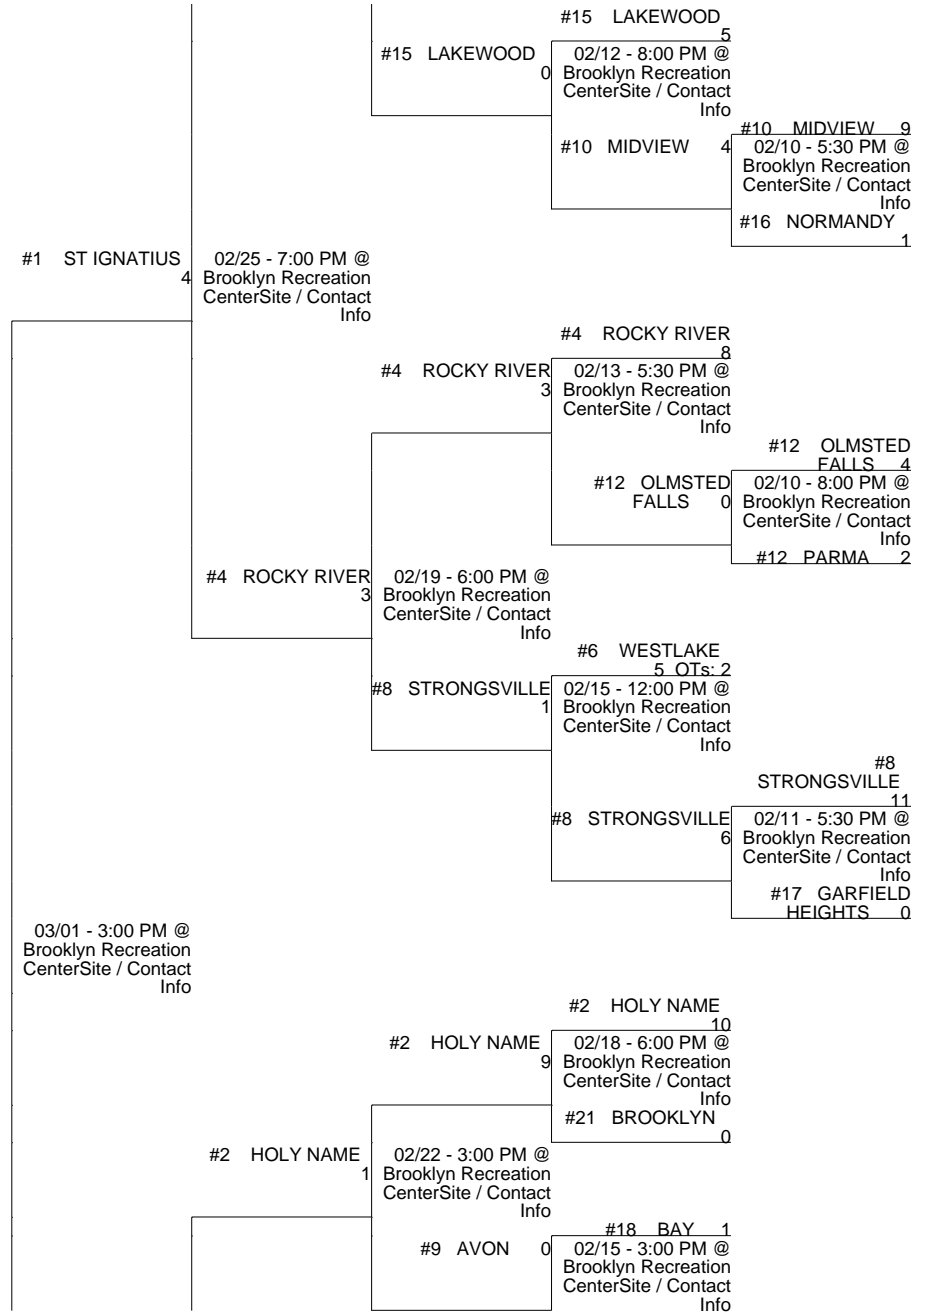 #15 LAKEWOOD
5
#15 LAKEWOOD
0
02/12 - 8:00 PM @
Brooklyn Recreation
CenterSite / Contact
Info
#10 MIDVIEW 9
#10 MIDVIEW 4
02/10 - 5:30 PM @
Brooklyn Recreation
CenterSite / Contact
Info
#16 NORMANDY
1
#1 ST IGNATIUS
4
02/25 - 7:00 PM @
Brooklyn Recreation
CenterSite / Contact
Info
#4 ROCKY RIVER
8
#4 ROCKY RIVER
3
02/13 - 5:30 PM @
Brooklyn Recreation
CenterSite / Contact
Info
#12 OLMSTED
FALLS 4
#12 OLMSTED
FALLS 0
02/10 - 8:00 PM @
Brooklyn Recreation
CenterSite / Contact
Info
#12 PARMA 2
#4 ROCKY RIVER
3
02/19 - 6:00 PM @
Brooklyn Recreation
CenterSite / Contact
Info
#6 WESTLAKE
5 OTs: 2
#8 STRONGSVILLE
1
02/15 - 12:00 PM @
Brooklyn Recreation
CenterSite / Contact
Info
#8
STRONGSVILLE
11
#8 STRONGSVILLE
6
02/11 - 5:30 PM @
Brooklyn Recreation
CenterSite / Contact
Info
#17 GARFIELD
HEIGHTS 0
03/01 - 3:00 PM @
Brooklyn Recreation
CenterSite / Contact
Info
#2 HOLY NAME
10
#2 HOLY NAME
9
02/18 - 6:00 PM @
Brooklyn Recreation
CenterSite / Contact
Info
#21 BROOKLYN
0
#2 HOLY NAME
1
02/22 - 3:00 PM @
Brooklyn Recreation
CenterSite / Contact
Info
#18 BAY 1
#9 AVON 0
02/15 - 3:00 PM @
Brooklyn Recreation
CenterSite / Contact
Info